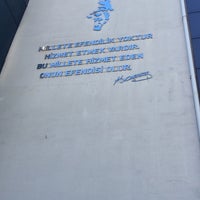 MİLLETE EFENDİLİK YOKTUR
HİZMET ETMEK VARDIR.
BU MİLLETE HİZMET EDEN
ONUN EFENDİSİ OLUR.